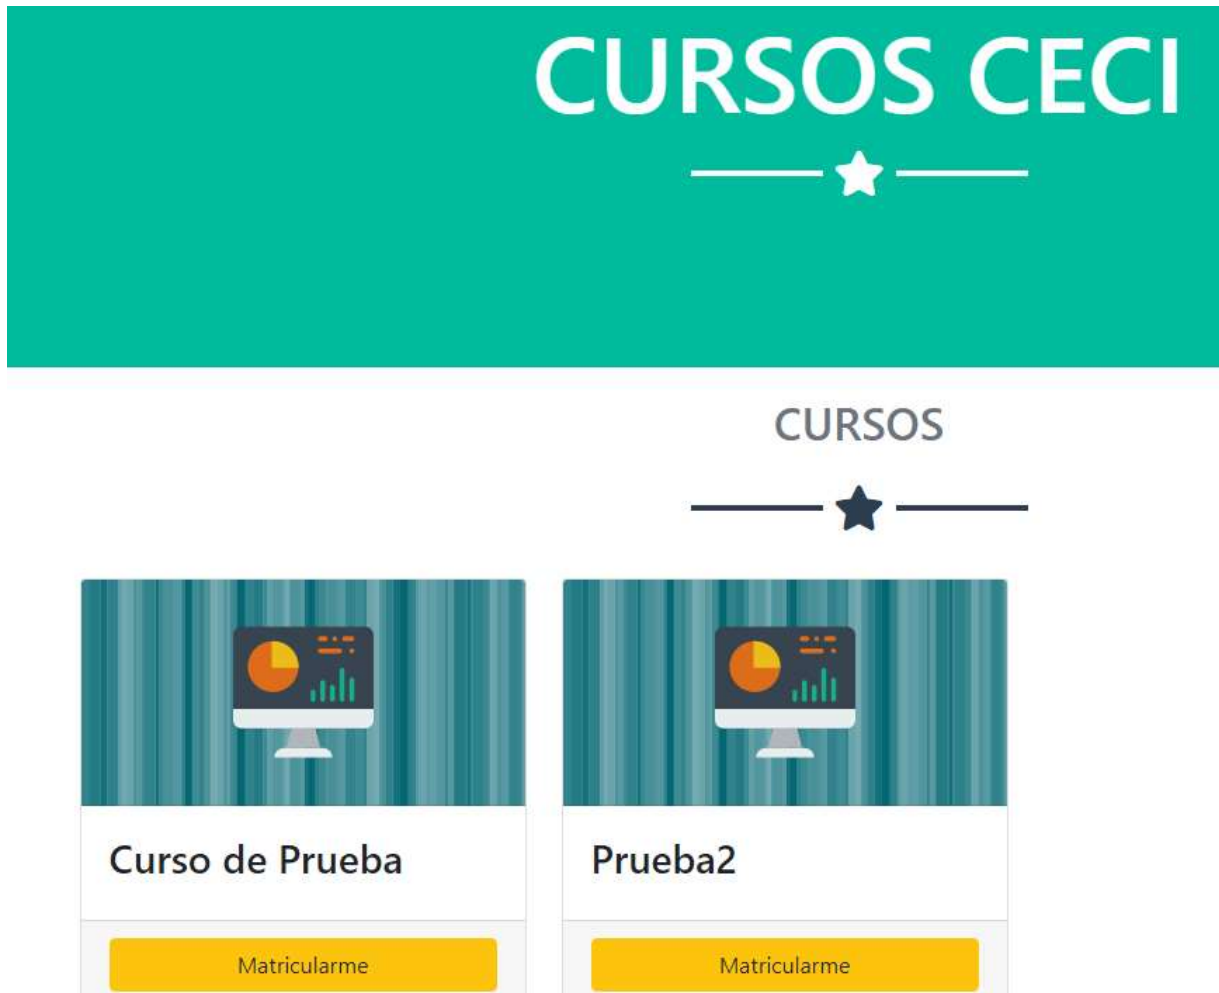 CURSOS CECI
CURSOS
Curso de Prueba
Prueba2
Matricularme
Matricularme